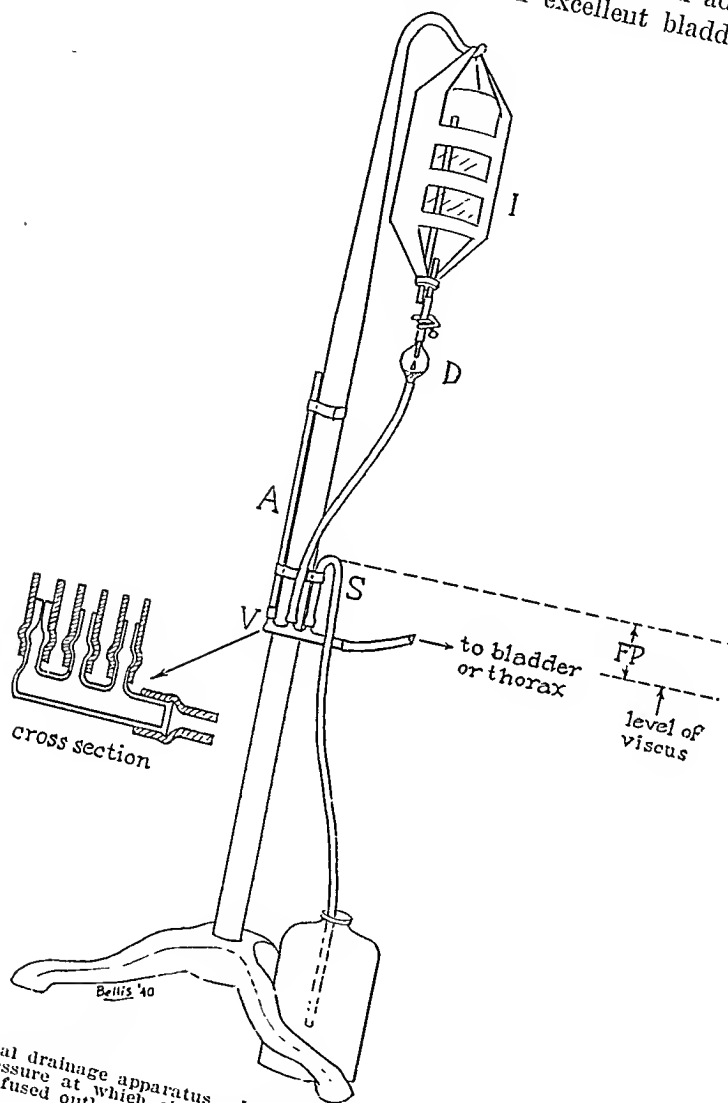 excellent bladd
I
D
A
S
V
to bladder
or thorax
FP
level of
viscus
cross section
Bellis '40
al drainage apparatus
ssure at which
fused outl